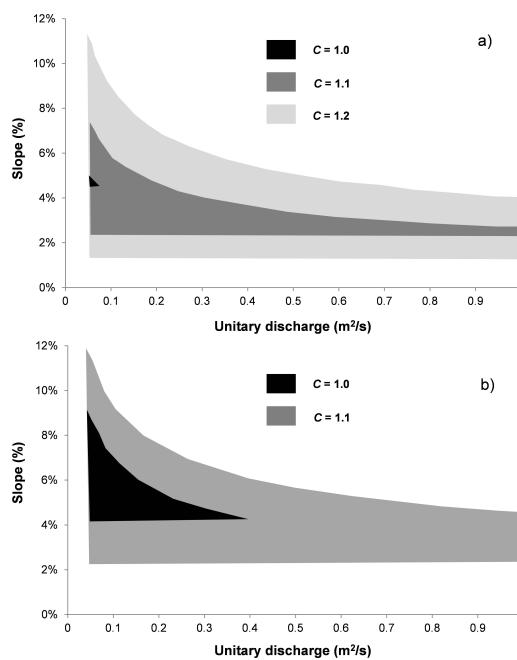 a)
12%
10%
8%
6%
4%
2%
0%
Slope (%)
C = 1.0
C = 1.1
C = 1.2
0 0.1 0.2 0.3 0.4 0.5 0.6 0.7 0.8 0.9
Unitary discharge (m²/s)
b)
12%
10%
8%
6%
4%
2%
0%
Slope (%)
C = 1.0
C = 1.1
0 0.1 0.2 0.3 0.4 0.5 0.6 0.7 0.8 0.9
Unitary discharge (m²/s)